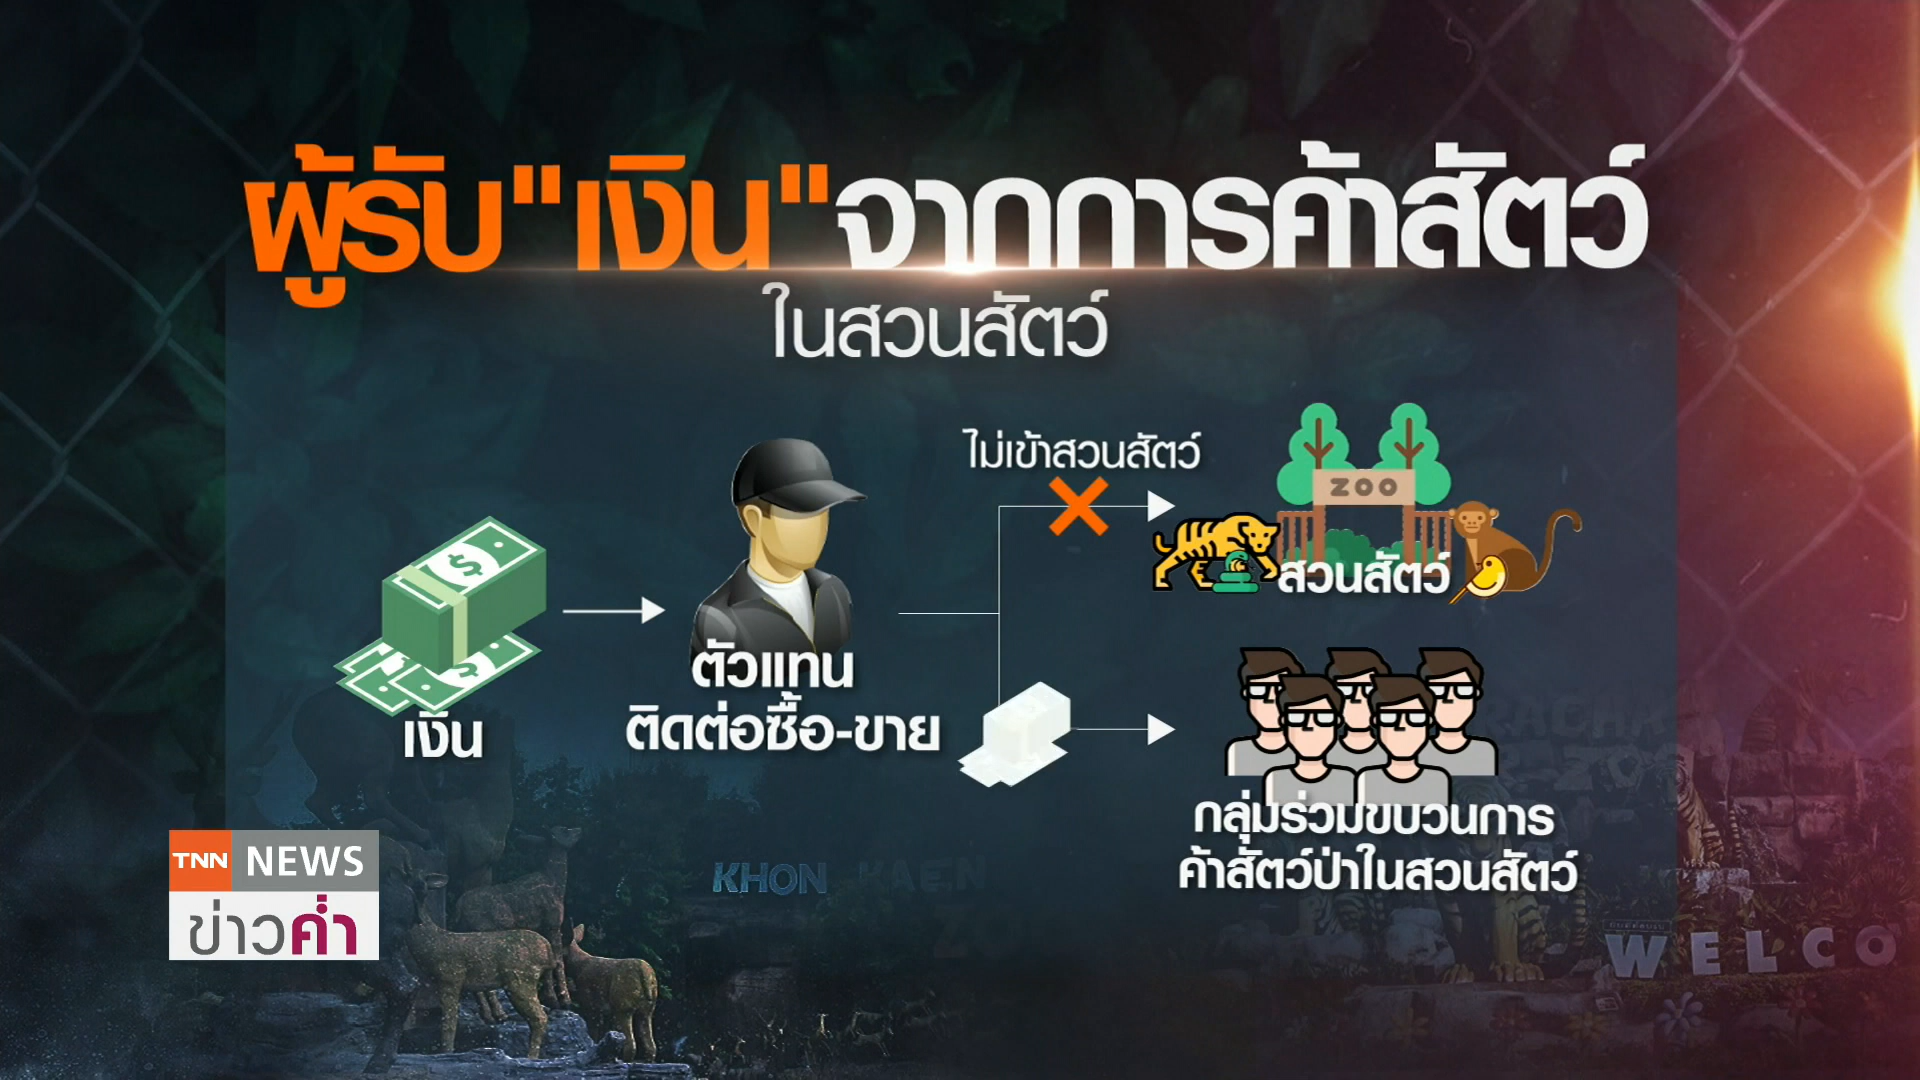 ผู้รับ"เงิน"จากการค้าสัตว์
ในสวนสัตว์
ไม่เข้าสวนสัตว์
ZOO
สวนสัตว์
เงิน
ตัวแทน
ติดต่อซื้อ-ขาย
กลุ่มร่วมขบวนการ
ค้าสัตว์ป่าในสวนสัตว์
TNN NEWS
ข่าวค่ำ
KHON KAEN
WELCO